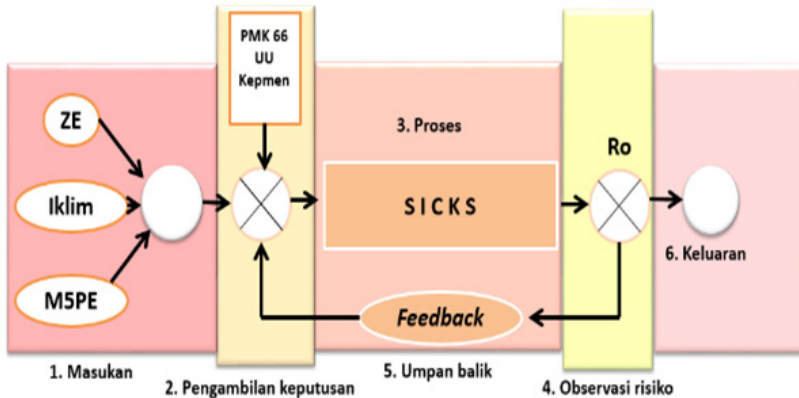 PMK 66
UU
Kepmen
ZE
Iklim
M5PE
3. Proses
SICKS
Ro
6. Keluaran
Feedback
1. Masukan
2. Pengambilan keputusan
5. Umpan balik
4. Observasi risiko